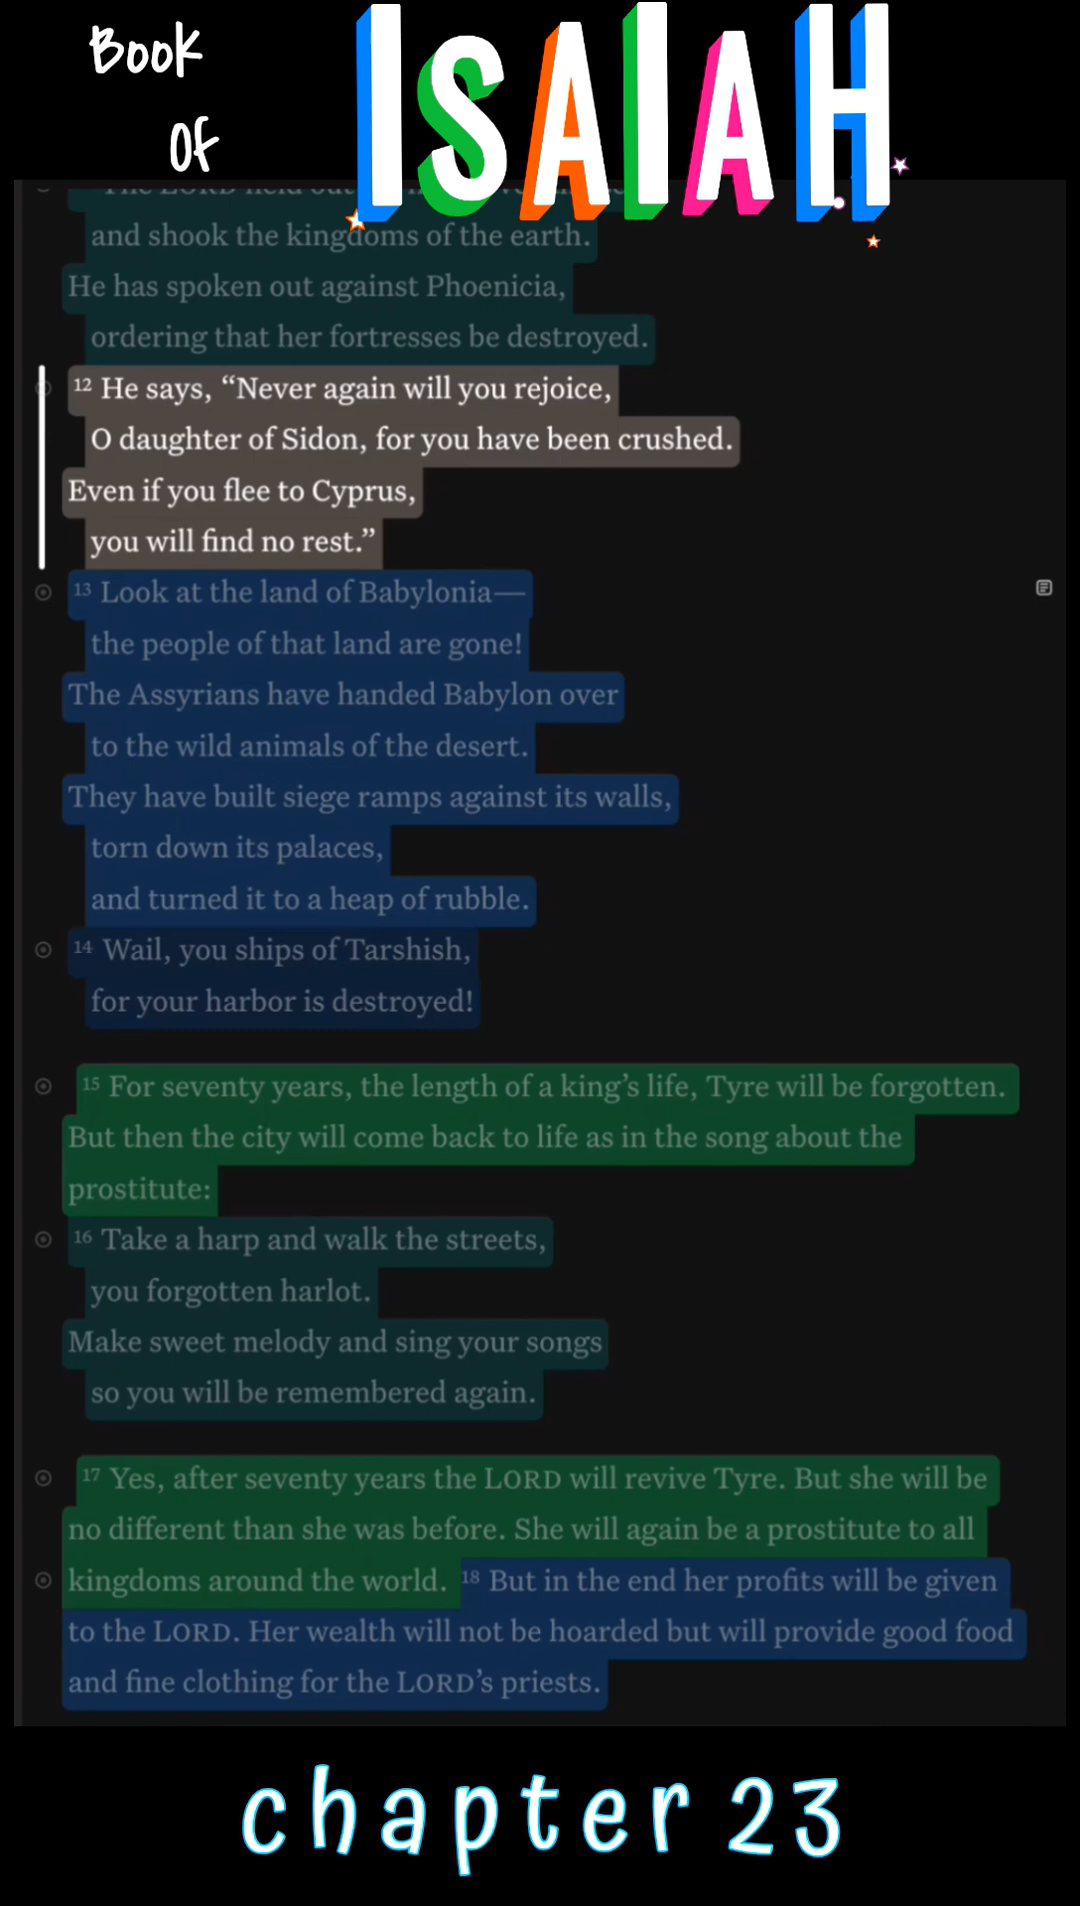 Book
of
ISAIAH
The LORD held out
and shook the kingdoms of the earth.
He has spoken out against Phoenicia,
ordering that her fortresses be destroyed.
12 He says, “Never again will you rejoice,
O daughter of Sidon, for you have been crushed.
Even if you flee to Cyprus,
you will find no rest.”
13 Look at the land of Babylonia—
the people of that land are gone!
The Assyrians have handed Babylon over
to the wild animals of the desert.
They have built siege ramps against its walls,
torn down its palaces,
and turned it to a heap of rubble.
14 Wail, you ships of Tarshish,
for your harbor is destroyed!
15 For seventy years, the length of a king’s life, Tyre will be forgotten.
But then the city will come back to life as in the song about the
prostitute:
16 Take a harp and walk the streets,
you forgotten harlot.
Make sweet melody and sing your songs
so you will be remembered again.
17 Yes, after seventy years the LORD will revive Tyre. But she will be
no different than she was before. She will again be a prostitute to all
kingdoms around the world. 18 But in the end her profits will be given
to the LORD. Her wealth will not be hoarded but will provide good food
and fine clothing for the LORD’s priests.
chapter 23